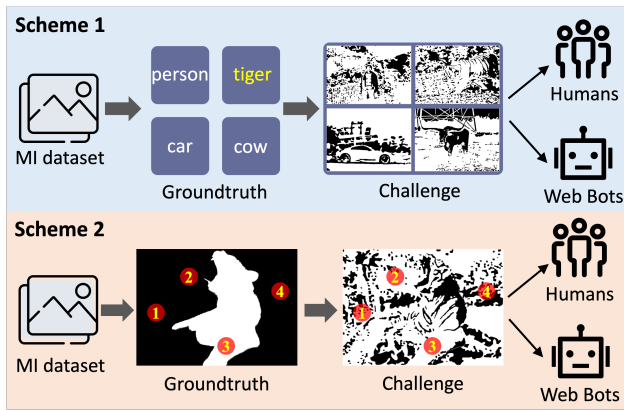 Scheme 1
person
tiger
car
cow
MI dataset
Groundtruth
Challenge
Humans
Web Bots
Scheme 2
1
2
3
4
1
2
3
4
MI dataset
Groundtruth
Challenge
Humans
Web Bots